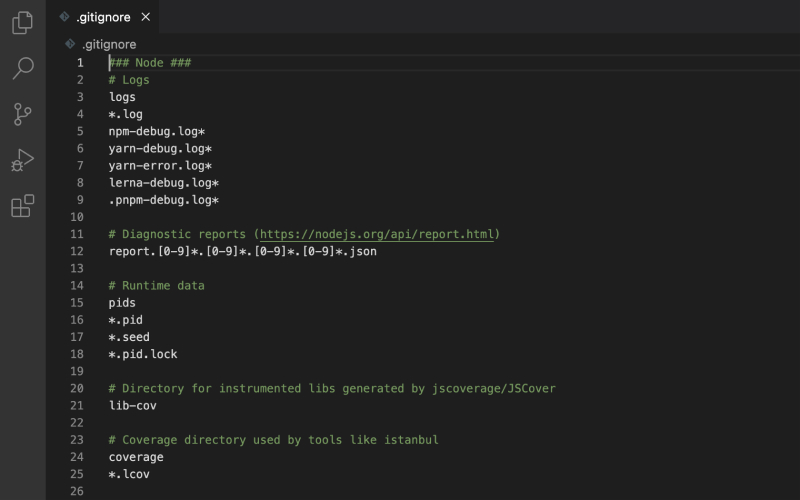 .gitignore
.gitignore
1 ### Node ###
2 # Logs
3 logs
4 *.log
5 npm-debug.log*
6 yarn-debug.log*
7 yarn-error.log*
8 lerna-debug.log*
9 .pnpm-debug.log*
10
11 # Diagnostic reports (https://nodejs.org/api/report.html)
12 report.[0-9]*.[0-9]*.[0-9]*.[0-9]*.json
13
14 # Runtime data
15 pids
16 *.pid
17 *.seed
18 *.pid.lock
19
20 # Directory for instrumented libs generated by jscoverage/JSCover
21 lib-cov
22
23 # Coverage directory used by tools like istanbul
24 coverage
25 *.lcov
26